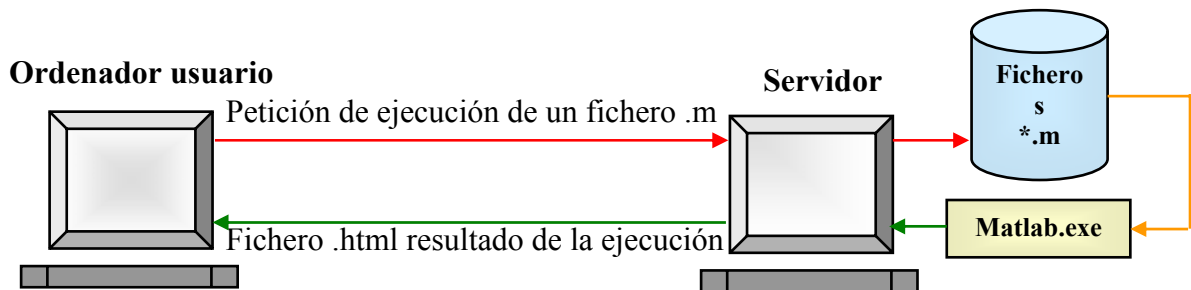 Ordenador usuario
Servidor
Fichero
s
*.m
Petición de ejecución de un fichero .m
Fichero .html resultado de la ejecución
Matlab.exe